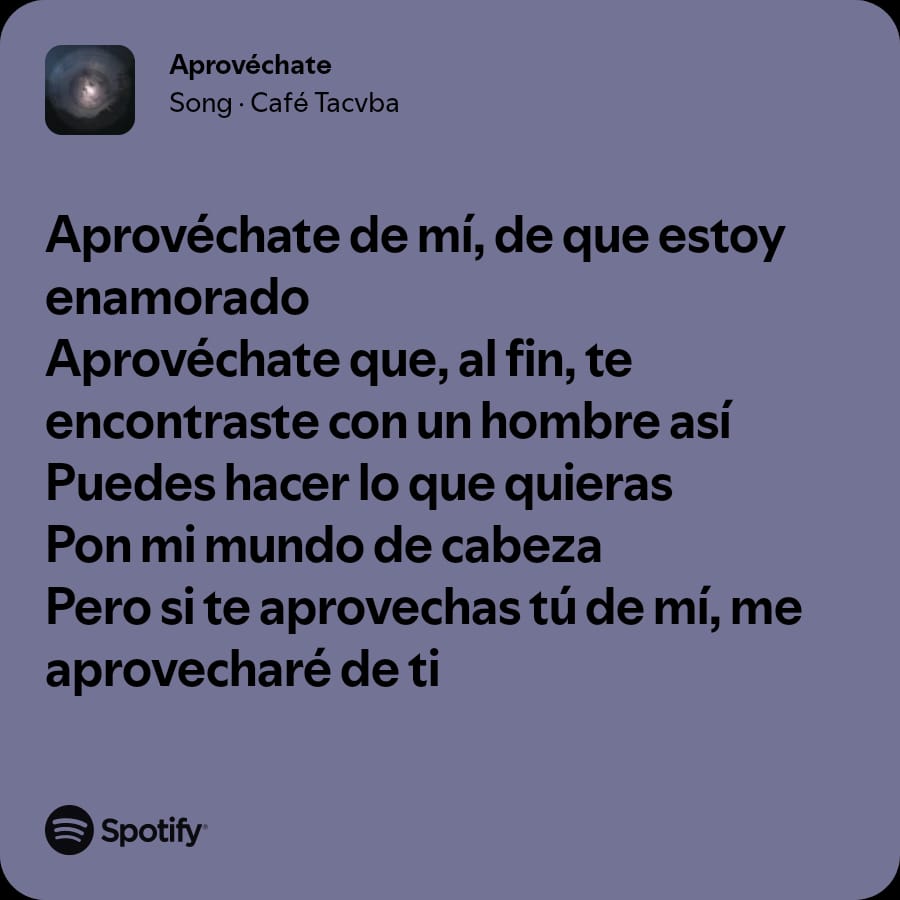 Aprovéchate
Song · Café Tacvba
Aprovéchate de mí, de que estoy
enamorado
Aprovéchate que, al fin, te
encontraste con un hombre así
Puedes hacer lo que quieras
Pon mi mundo de cabeza
Pero si te aprovechas tú de mí, me
aprovecharé de ti
Spotify®